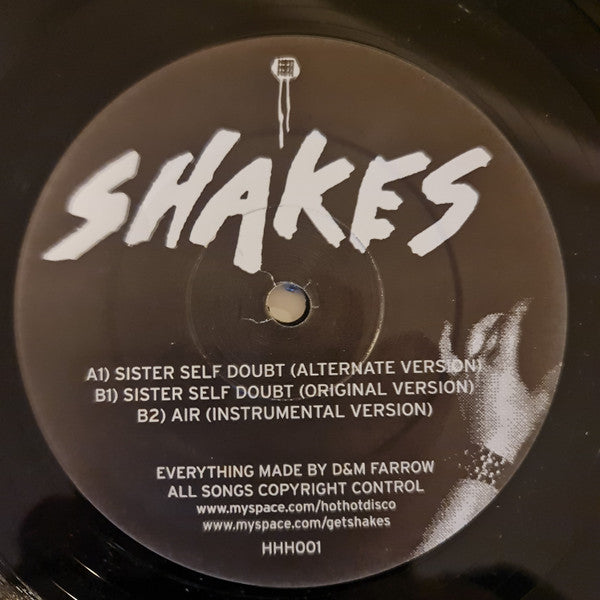 SHAKES
A1) SISTER SELF DOUBT (ALTERNATE VERSION)
B1) SISTER SELF DOUBT (ORIGINAL VERSION)
B2) AIR (INSTRUMENTAL VERSION)
EVERYTHING MADE BY D&M FARROW
ALL SONGS COPYRIGHT CONTROL
www.myspace.com/hothotdisco
www.myspace.com/getshakes
HHH001